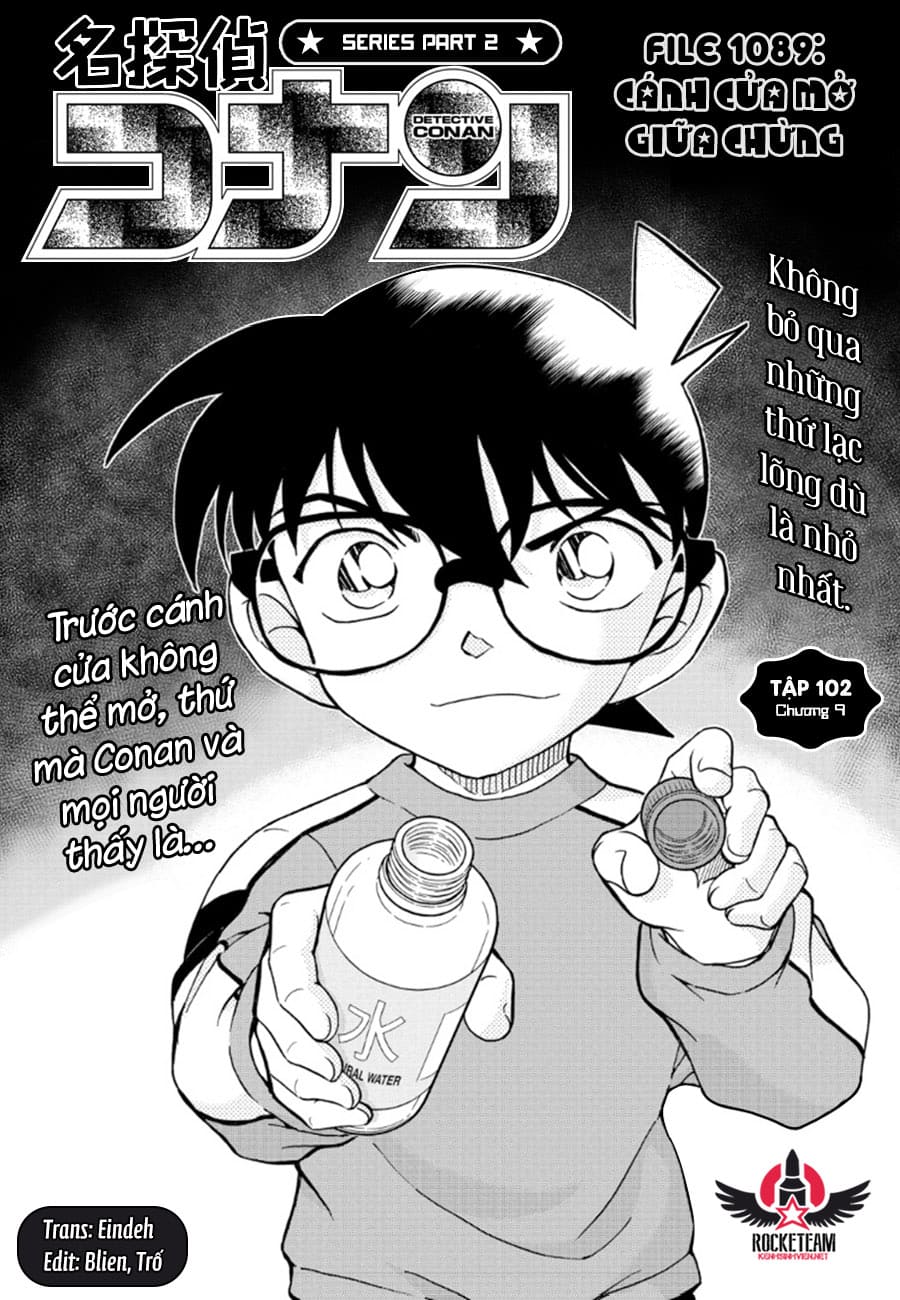 名探偵
★ SERIES PART 2 ★
コナン
DETECTIVE
CONAN
FILE 1089:
CÁNH CỬA MỞ
GIỮA CHỪNG
Không
bỏ qua
những
thứ lạc
lõng dù
là nhỏ
nhất.
Trước cánh
cửa không
thể mở, thứ
mà Conan và
mọi người
thấy là...
TẬP 102
Chương 9
水
RAL WATER
Trans: Eindeh
Edit: Blien, Trố
ROCKETEAM
KENHSINHVIEN.NET